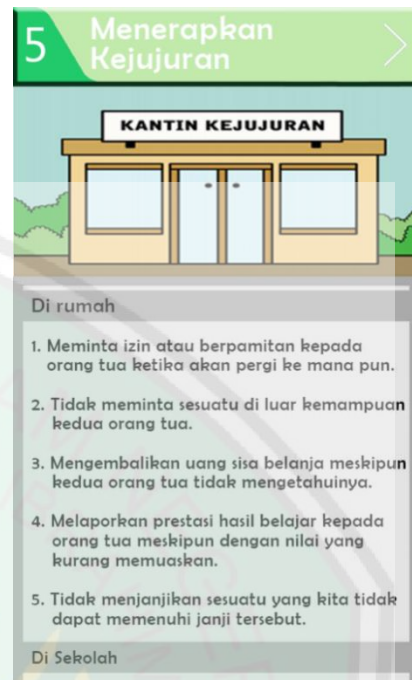 5
Menerapkan
Kejujuran
KANTIN KEJUJURAN
Di rumah
1. Meminta izin atau berpamitan kepada
orang tua ketika akan pergi ke mana pun.
2. Tidak meminta sesuatu di luar kemampuan
kedua orang tua.
3. Mengembalikan uang sisa belanja meskipun
kedua orang tua tidak mengetahuinya.
4. Melaporkan prestasi hasil belajar kepada
orang tua meskipun dengan nilai yang
kurang memuaskan.
5. Tidak menjanjikan sesuatu yang kita tidak
dapat memenuhi janji tersebut.
Di Sekolah